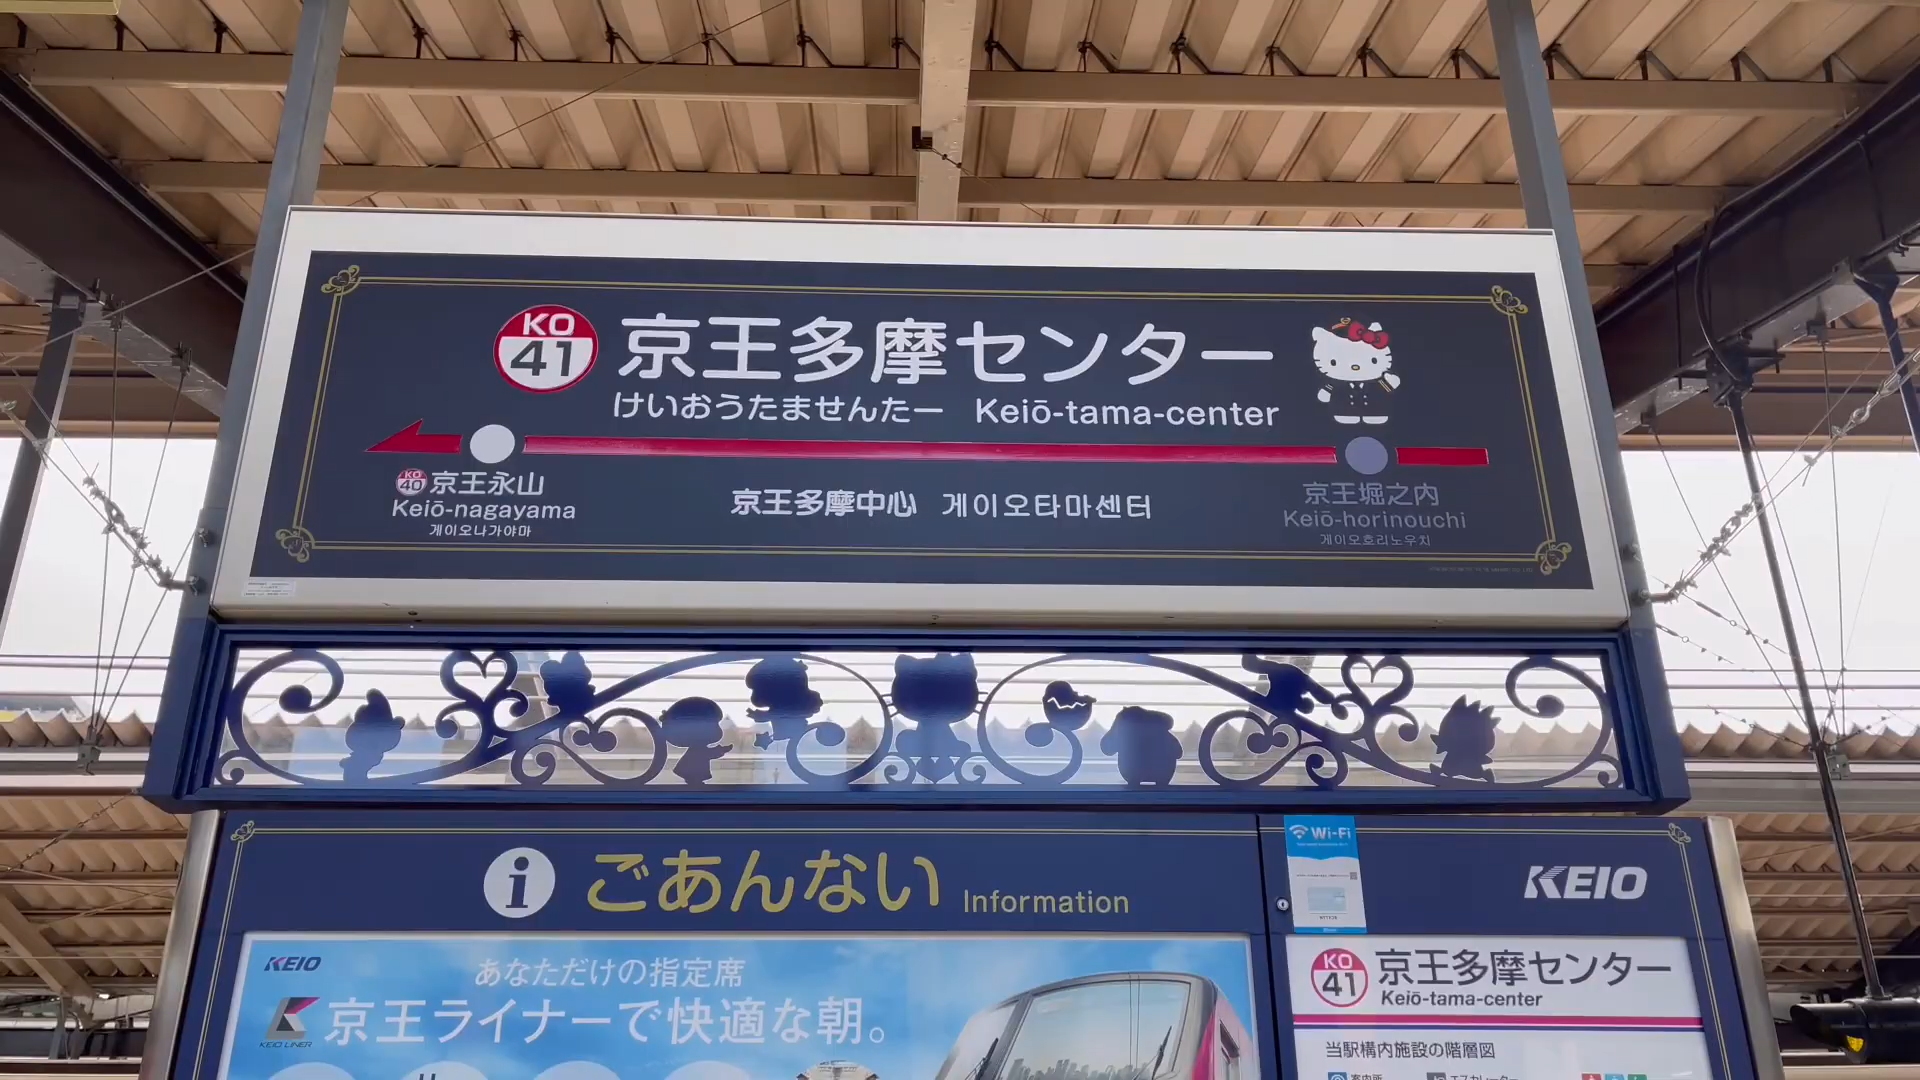 KO
41
京王多摩センター
けいおうたませんたー Keiō-tama-center
KO
40
京王永山
Keiō-nagayama
게이오나가야마
京王多摩中心 게이오타마센터
京王堀之内
Keiō-horinouchi
게이오호리노우치
i ごあんない Information
Wi-Fi
KEIO
KEIO
あなただけの指定席
京王ライナーで快適な朝。
KEIO LINER
KO
41
京王多摩センター
Keiō-tama-center
当駅構内施設の階層図